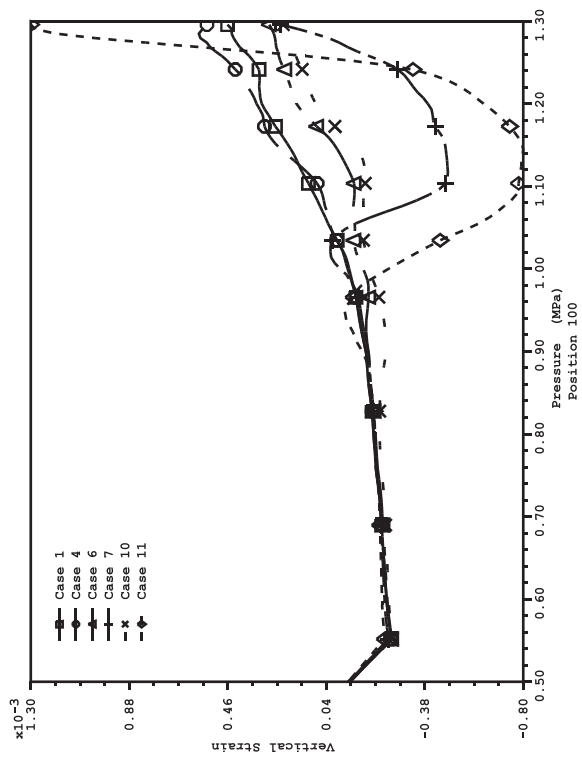 ×10-3
1.30
0.88
0.46
0.04
-0.38
-0.80
Vertical Strain
Case 1
Case 4
Case 6
Case 7
Case 10
Case 11
0.50
0.60
0.70
0.80
0.90
1.00
1.10
1.20
1.30
Pressure (MPa)
Position 100